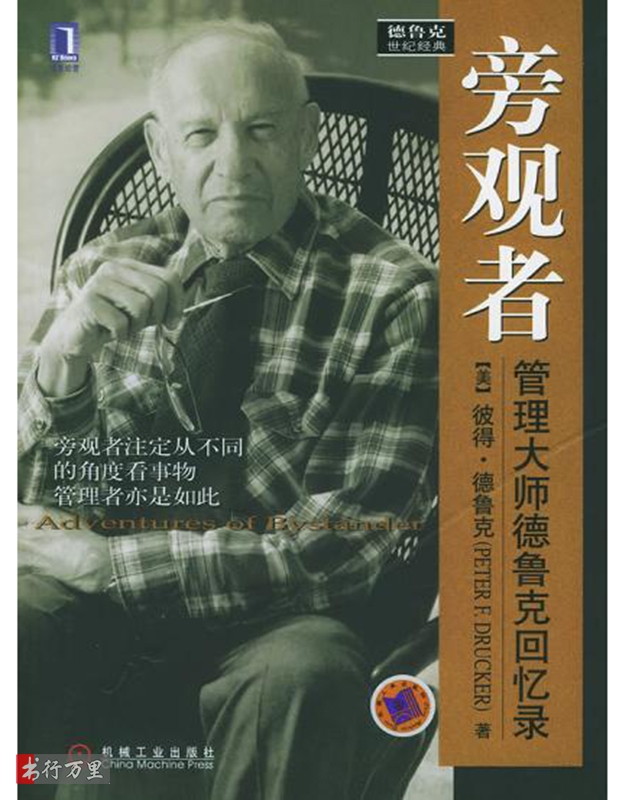 HZ Books
德鲁克
世纪经典
旁观者
管理大师德鲁克回忆录
【美】彼得·德鲁克(PETER F. DRUCKER) 著
旁观者注定从不同
的角度看事物
管理者亦是如此
Adventures of Bystander
机械工业出版社
China Machine Press
书行万里